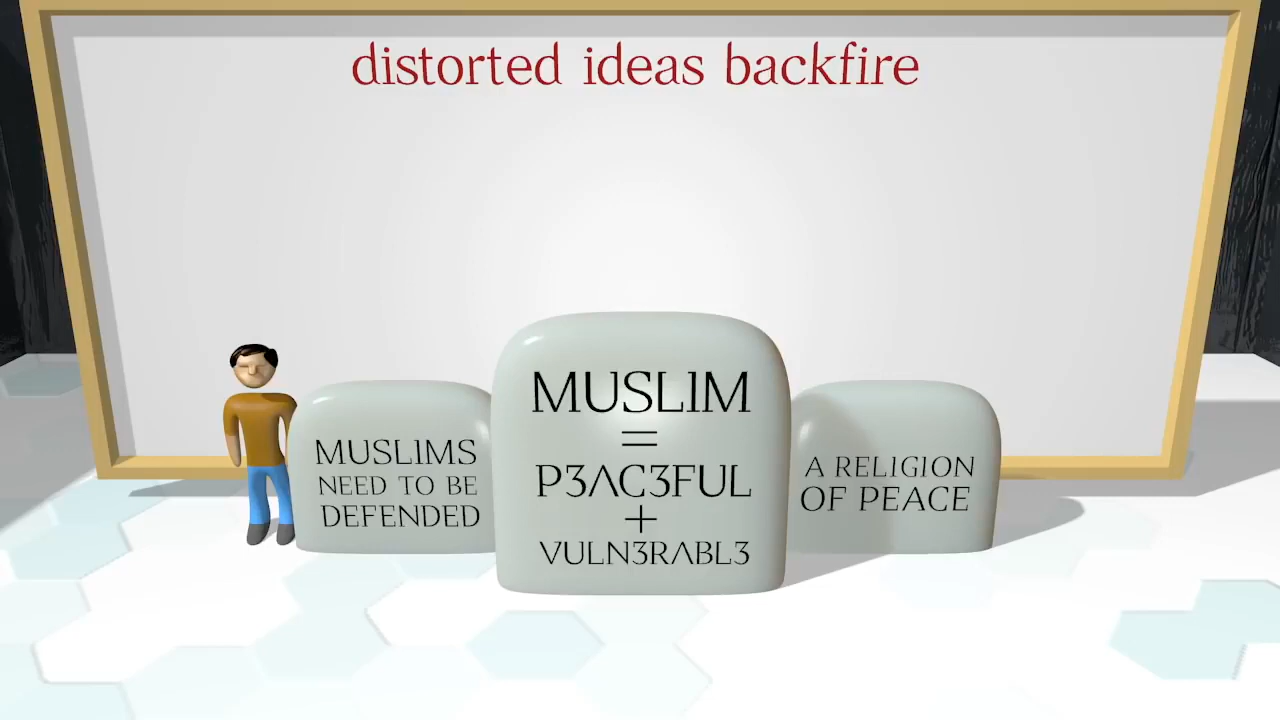 distorted ideas backfire
MUSLIMS
NEED TO BE
DEFENDED
MUSLIM
=
P3ΛC3FUL
+
VULN3RΛBL3
A RELIGION
OF PEACE